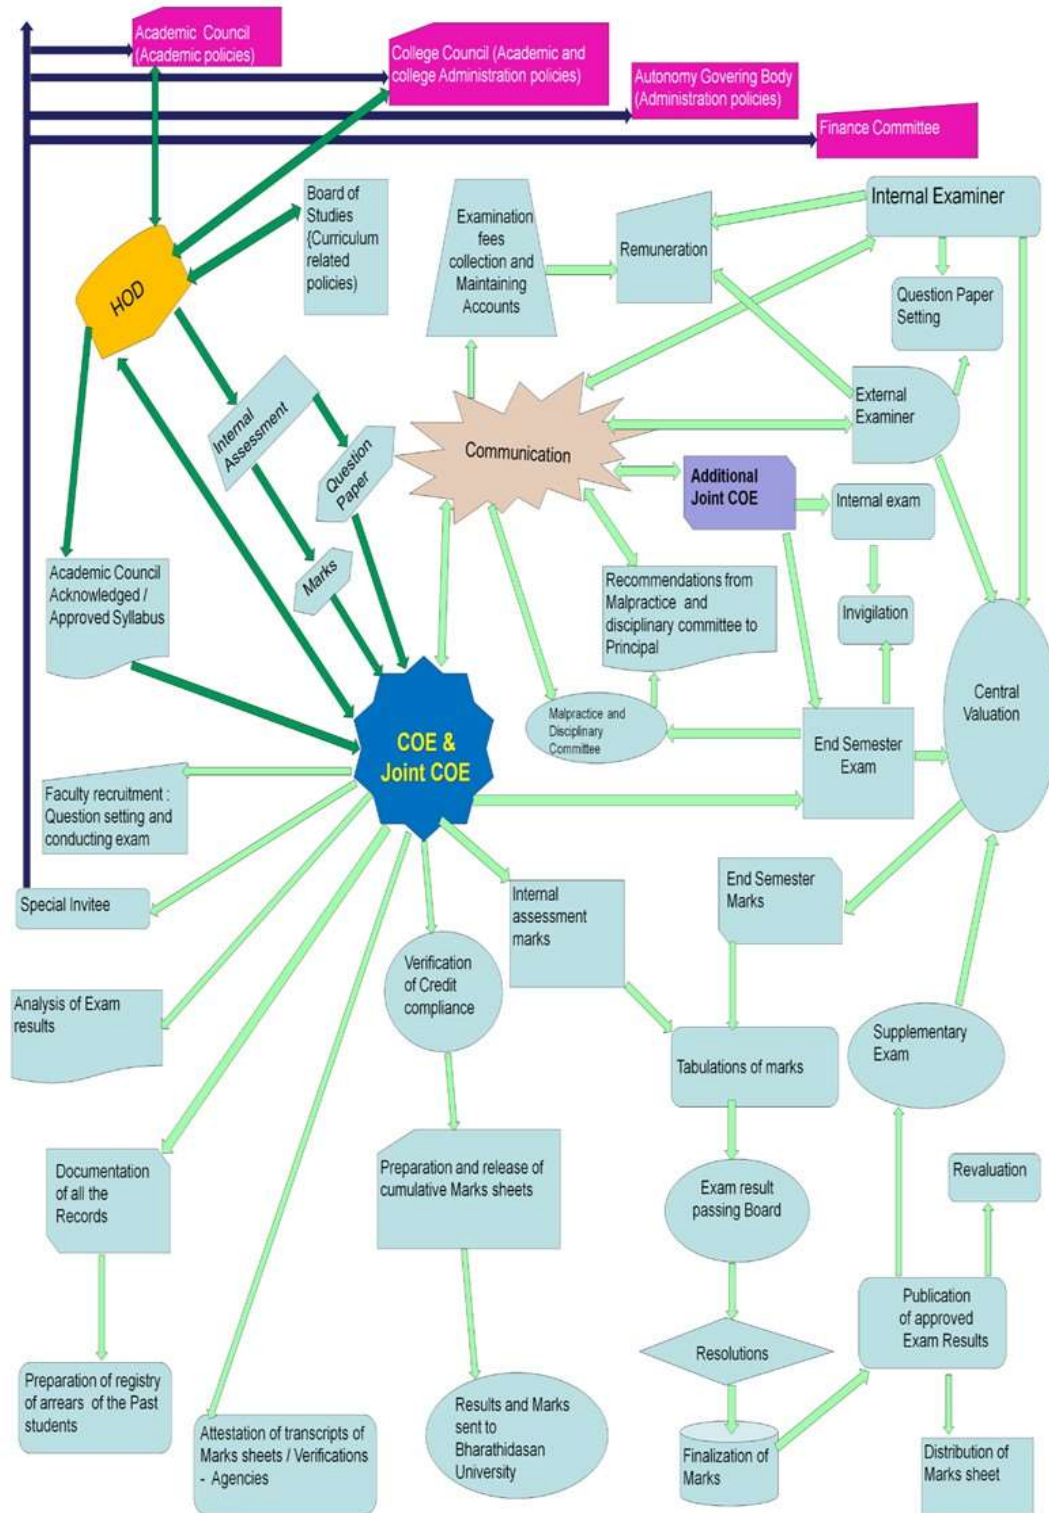 Academic Council
(Academic policies)
College Council (Academic and
college Administration policies)
Autonomy Govering Body
(Administration policies)
Finance Committee
HOD
Board of
Studies
{Curriculum
related
policies)
Examination
fees
collection and
Maintaining
Accounts
Remuneration
Internal Examiner
Question Paper
Setting
External
Examiner
Internal
Assessment
Question
Paper
Marks
Communication
Additional
Joint COE
Internal exam
Invigilation
Academic Council
Acknowledged /
Approved Syllabus
Recommendations from
Malpractice and
disciplinary committee to
Principal
Malpractice and
Disciplinary
Committee
COE &
Joint COE
End Semester
Exam
Central
Valuation
Faculty recruitment :
Question setting and
conducting exam
Special Invitee
Internal
assessment
marks
End Semester
Marks
Verification
of Credit
compliance
Analysis of Exam
results
Tabulations of marks
Supplementary
Exam
Documentation
of all the
Records
Preparation and release of
cumulative Marks sheets
Exam result
passing Board
Revaluation
Publication
of approved
Exam Results
Resolutions
Preparation of registry
of arrears of the Past
students
Attestation of transcripts of
Marks sheets / Verifications
- Agencies
Results and Marks
sent to
Bharathidasan
University
Finalization of
Marks
Distribution of
Marks sheet